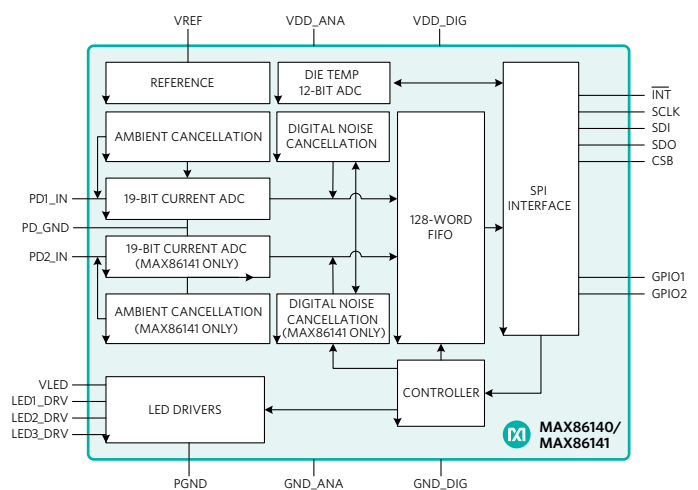 VREF
VDD_ANA
VDD_DIG
REFERENCE
DIE TEMP
12-BIT ADC
AMBIENT CANCELLATION
DIGITAL NOISE
CANCELLATION
19-BIT CURRENT ADC
128-WORD
FIFO
SPI
INTERFACE
INT
SCLK
SDI
SDO
CSB
PD1_IN
PD_GND
PD2_IN
19-BIT CURRENT ADC
(MAX86141 ONLY)
AMBIENT CANCELLATION
(MAX86141 ONLY)
DIGITAL NOISE
CANCELLATION
(MAX86141 ONLY)
GPIO1
GPIO2
VLED
LED1_DRV
LED2_DRV
LED3_DRV
LED DRIVERS
CONTROLLER
MAX86140/
MAX86141
PGND
GND_ANA
GND_DIG